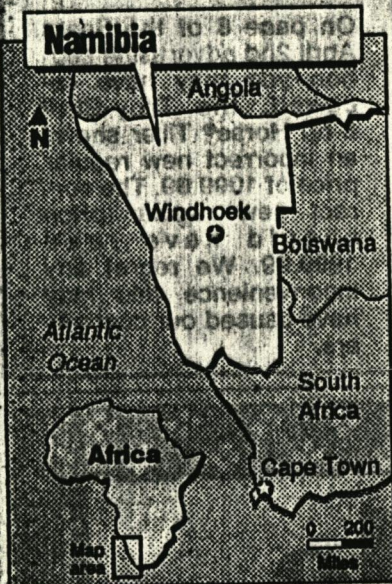 Namibia
Angola
N
Windhoek
Botswana
Atlantic
Ocean
South
Africa
Africa
Cape Town
Map
area
0 200
Miles